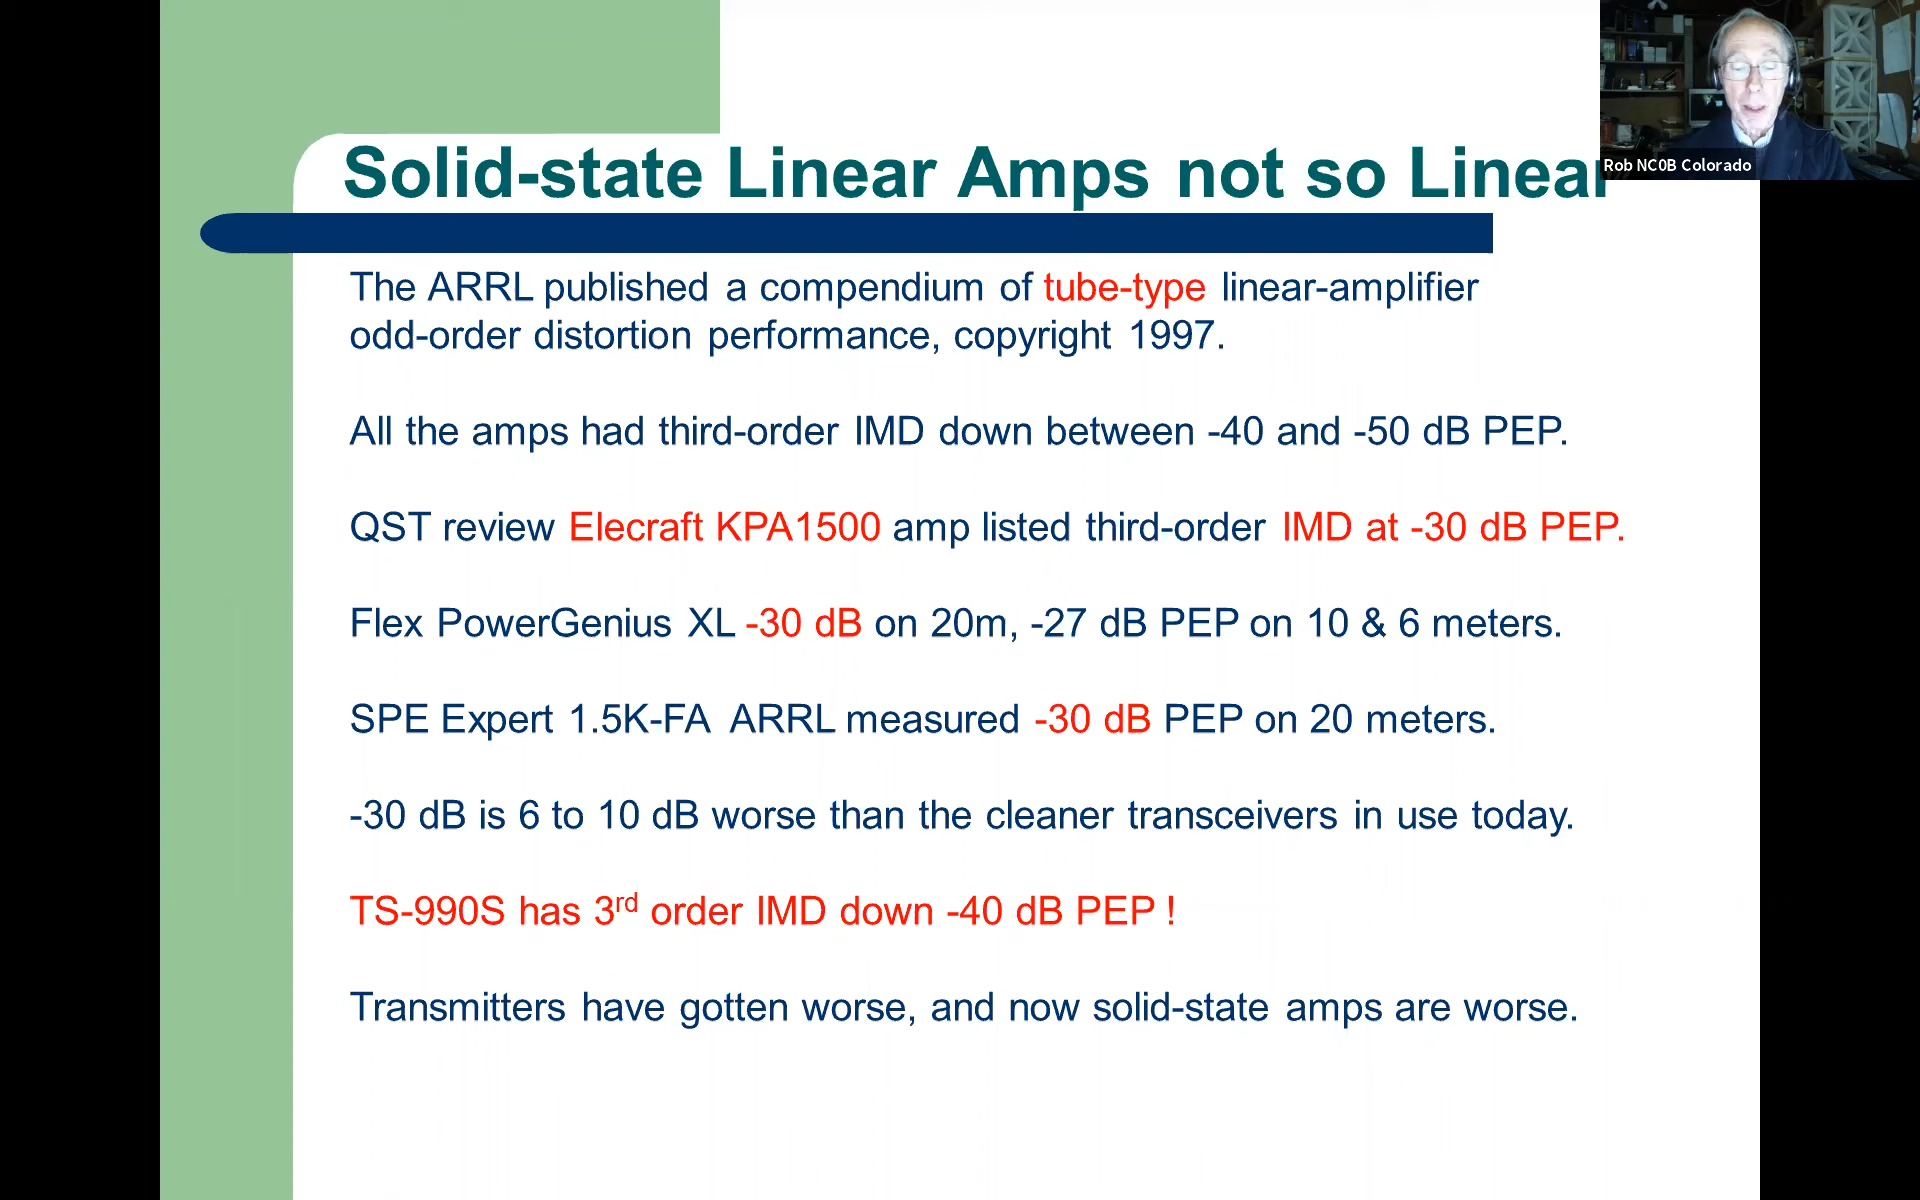 Solid-state Linear Amps not so Linear
Rob NC0B Colorado
The ARRL published a compendium of tube-type linear-amplifier
odd-order distortion performance, copyright 1997.
All the amps had third-order IMD down between -40 and -50 dB PEP.
QST review Elecraft KPA1500 amp listed third-order IMD at -30 dB PEP.
Flex PowerGenius XL -30 dB on 20m, -27 dB PEP on 10 & 6 meters.
SPE Expert 1.5K-FA ARRL measured -30 dB PEP on 20 meters.
-30 dB is 6 to 10 dB worse than the cleaner transceivers in use today.
TS-990S has 3rd order IMD down -40 dB PEP !
Transmitters have gotten worse, and now solid-state amps are worse.